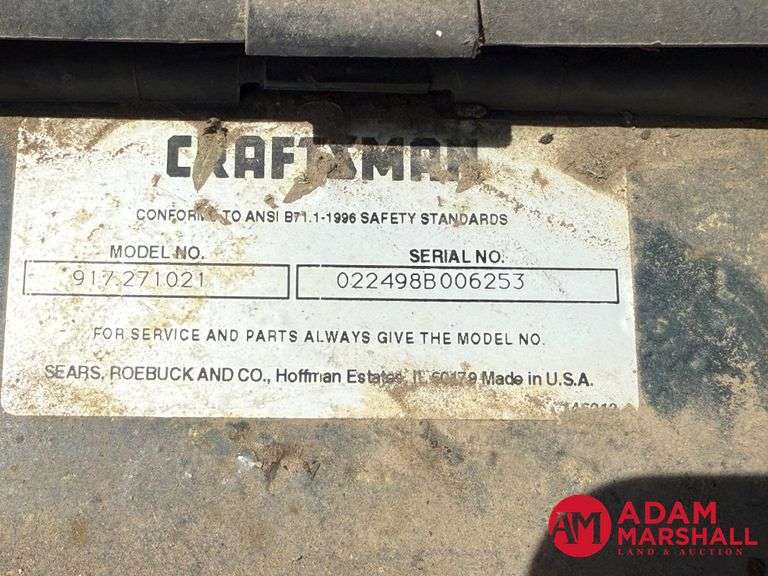 CRAFTSMAN
CONFORMS TO ANSI B71.1-1996 SAFETY STANDARDS
MODEL NO. SERIAL NO.
917.271021 022498B006253
FOR SERVICE AND PARTS ALWAYS GIVE THE MODEL NO.
SEARS, ROEBUCK AND CO., Hoffman Estates, IL 60179 Made in U.S.A.
AM ADAM
MARSHALL
LAND & AUCTION